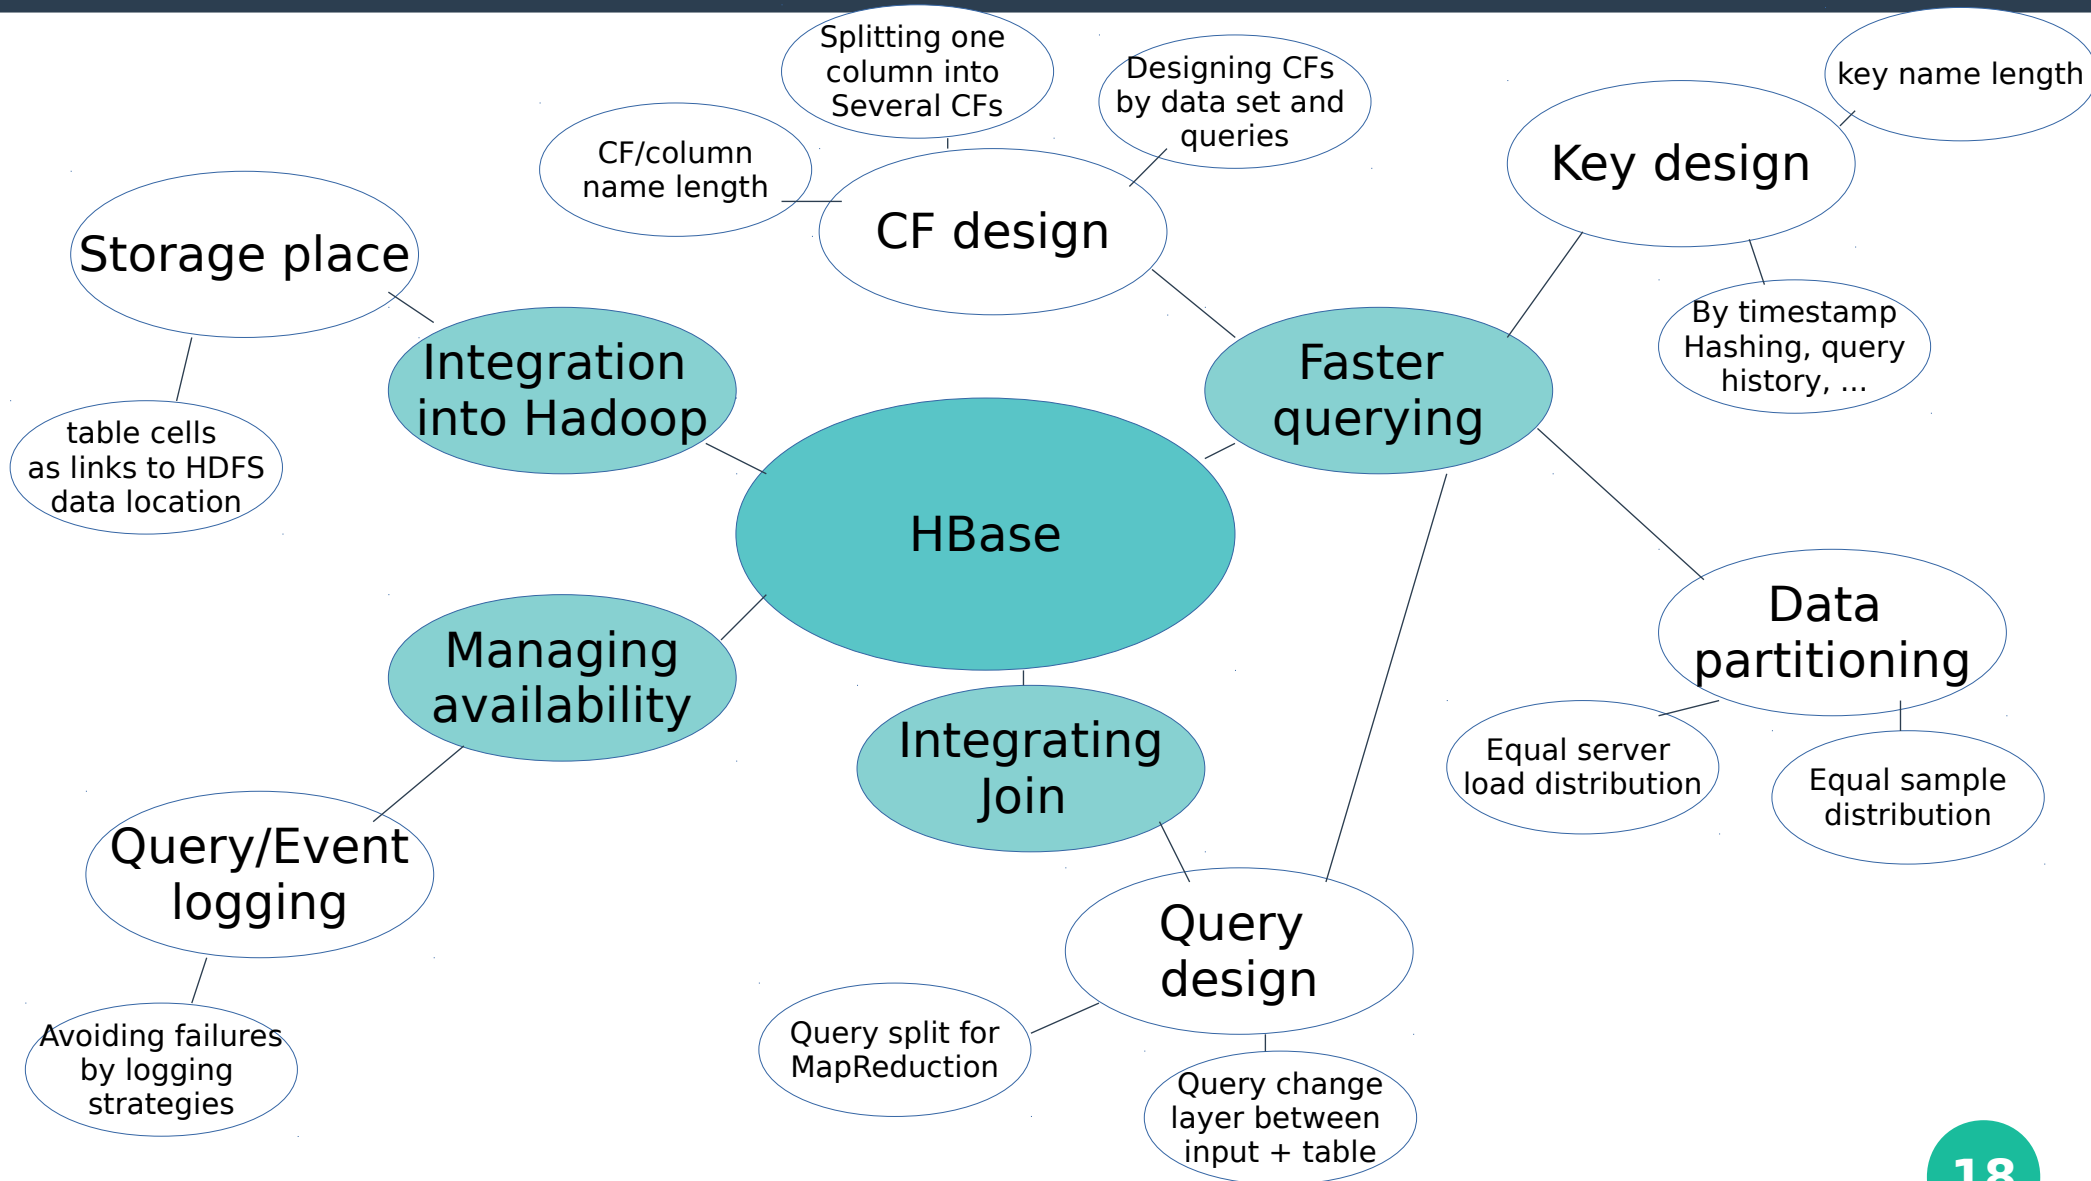 Splitting one
column into
Several CFs
Designing CFs
by data set and
queries
key name length
CF/column
name length
Key design
CF design
Storage place
By timestamp
Hashing, query
history, ...
Integration
into Hadoop
Faster
querying
table cells
as links to HDFS
data location
HBase
Data
partitioning
Managing
availability
Integrating
Join
Equal server
load distribution
Equal sample
distribution
Query/Event
logging
Query
design
Avoiding failures
by logging
strategies
Query split for
MapReduction
Query change
layer between
input + table
18